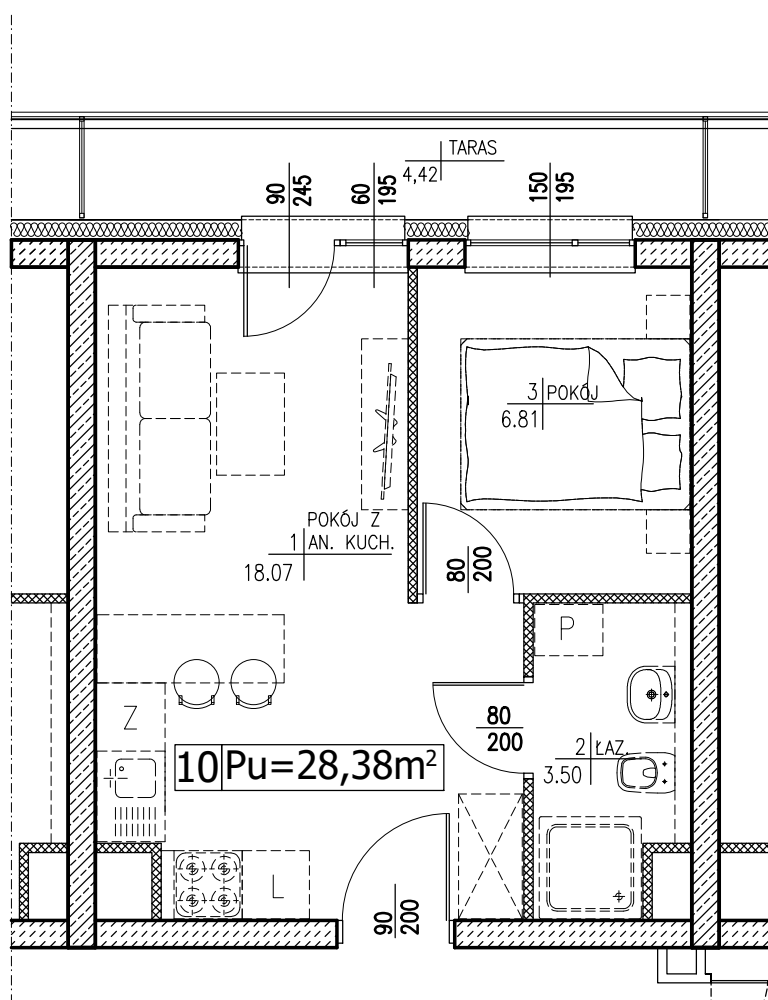 TARAS
4,42
90
245
60
195
150
195
3 POKÓJ
6.81
POKÓJ Z
1 AN. KUCH.
18.07
80
200
P
Z
80
200
2 ŁAZ.
3.50
10 Pu=28,38m²
L
90
200